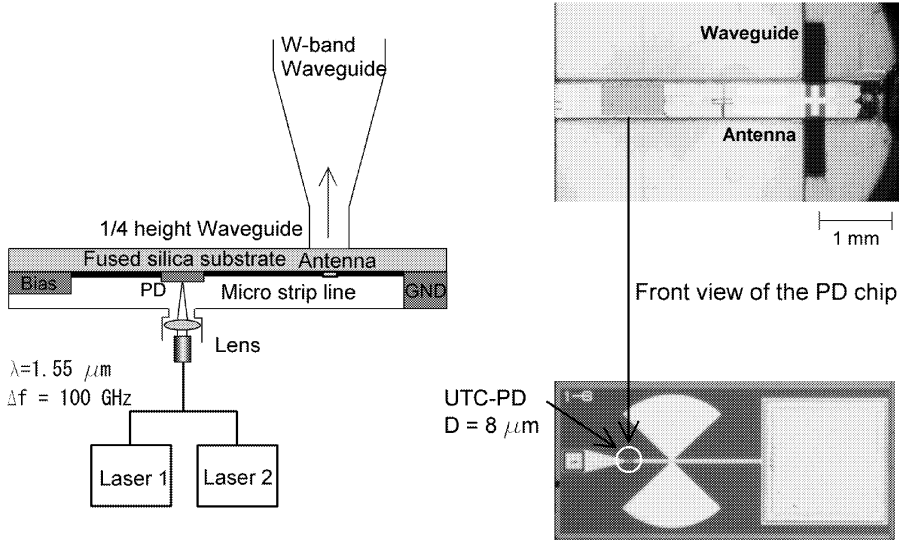 W-band
Waveguide
1/4 height Waveguide
Fused silica substrate
Antenna
Bias
PD
Micro strip line
GND
Lens
λ=1.55 μm
Δf = 100 GHz
Laser 1
Laser 2
Waveguide
Antenna
1 mm
Front view of the PD chip
UTC-PD
D = 8 μm